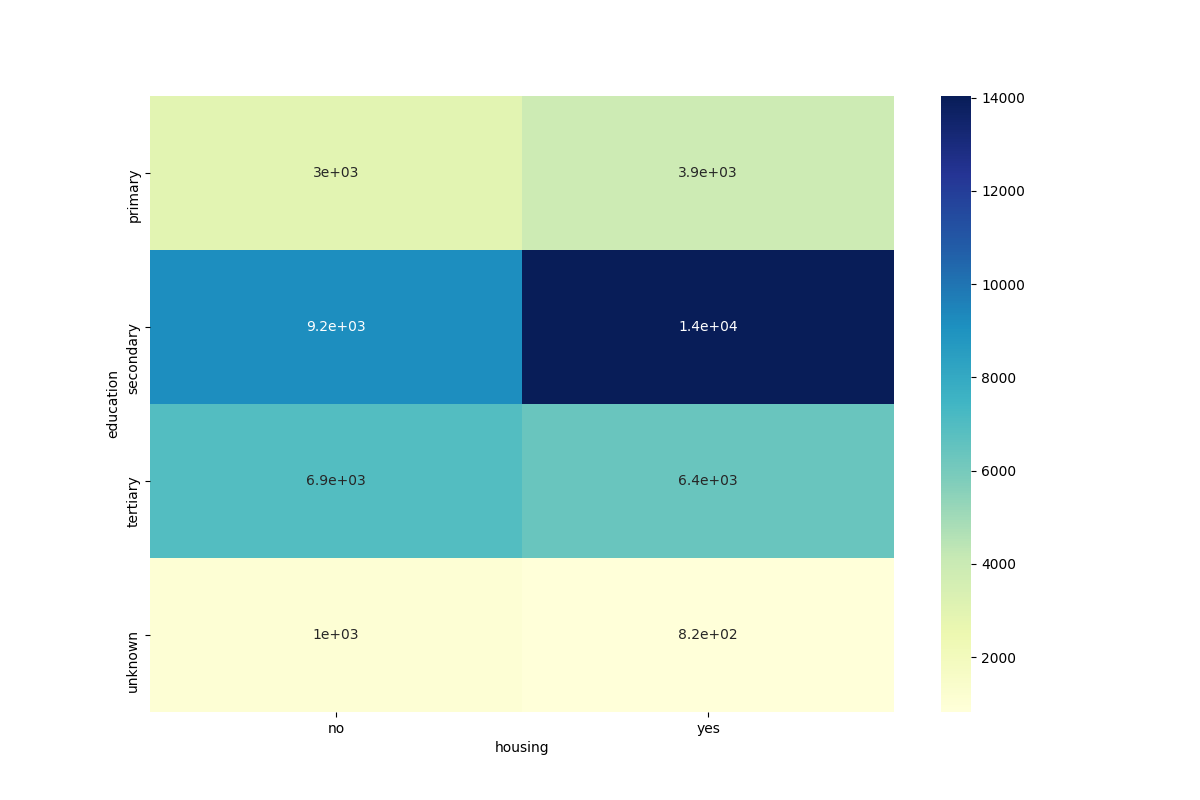 14000
12000
10000
8000
6000
4000
2000
education
primary
3e+03
3.9e+03
secondary
9.2e+03
1.4e+04
tertiary
6.9e+03
6.4e+03
unknown
1e+03
8.2e+02
no
yes
housing